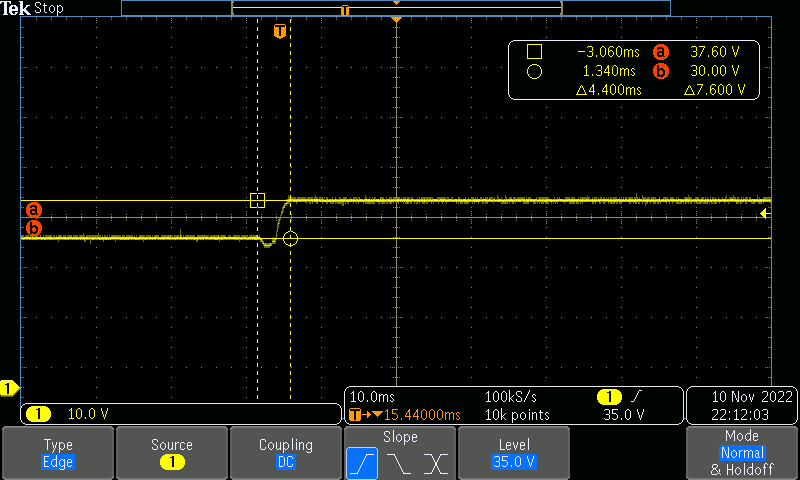 Tek Stop
T
T
−3.060ms a 37.60 V
1.340ms b 30.00 V
△4.400ms △7.600 V
a
b
1
1 10.0 V
10.0ms 100kS/s 1 10 Nov 2022
T→▼15.44000ms 10k points 35.0 V 22:12:03
Type Source Coupling Slope Level Mode
Edge 1 DC 35.0 V Normal
& Holdoff